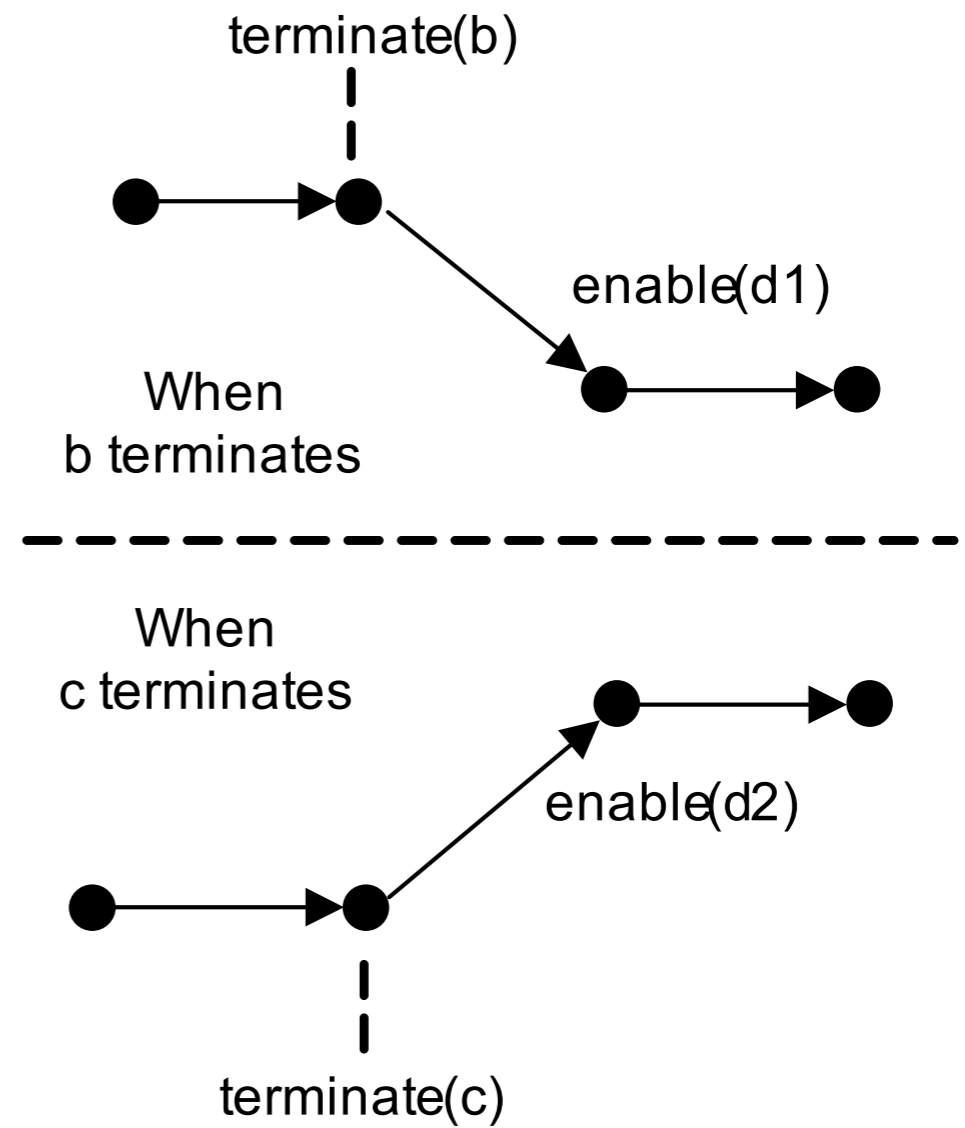 terminate(b)
enable(d1)
When
b terminates
When
c terminates
enable(d2)
terminate(c)